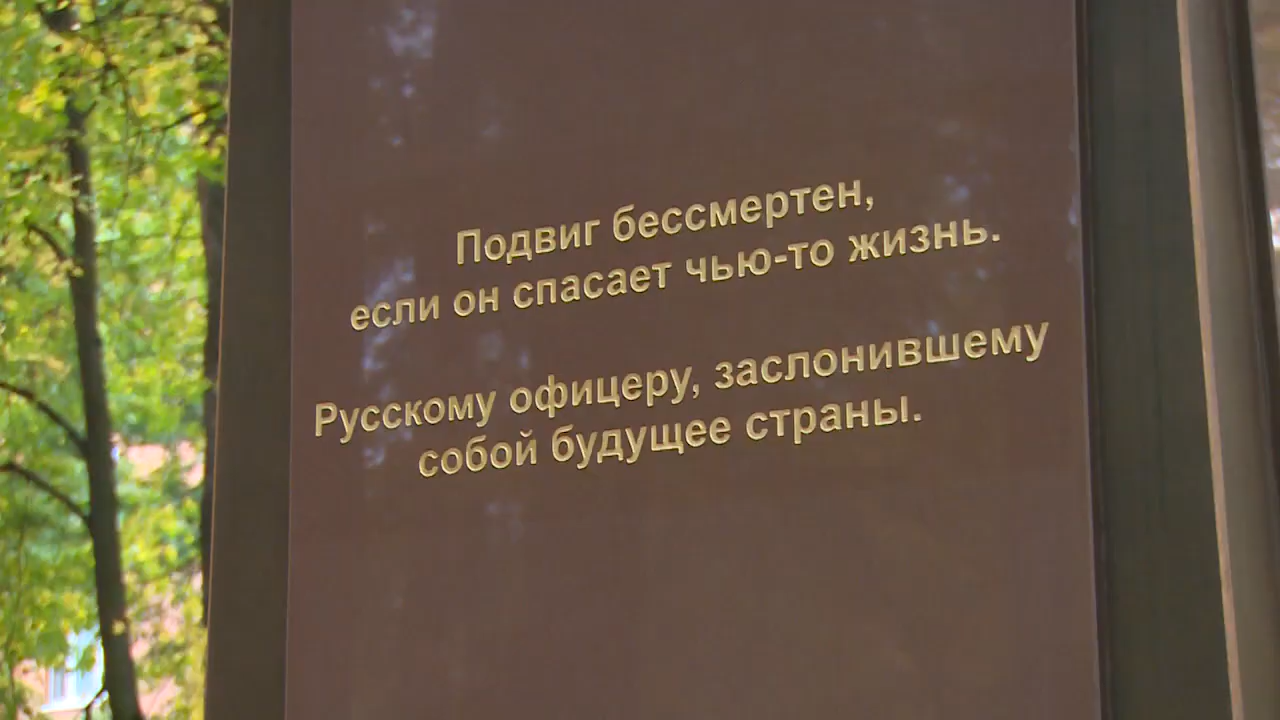 Подвиг бессмертен,
если он спасает чью-то жизнь.
Русскому офицеру, заслонившему
собой будущее страны.